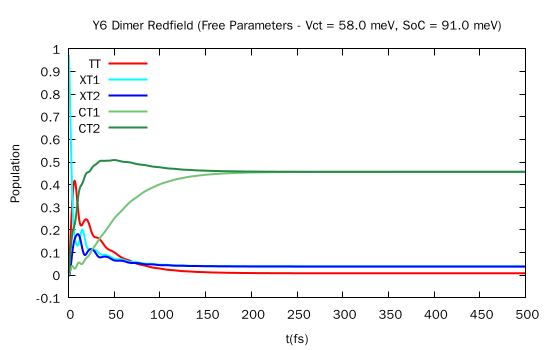 Y6 Dimer Redfield (Free Parameters - Vct = 58.0 meV, SoC = 91.0 meV)
1
0.9
0.8
0.7
0.6
0.5
0.4
0.3
0.2
0.1
0
-0.1
Population
TT
XT1
XT2
CT1
CT2
0 50 100 150 200 250 300 350 400 450 500
t(fs)